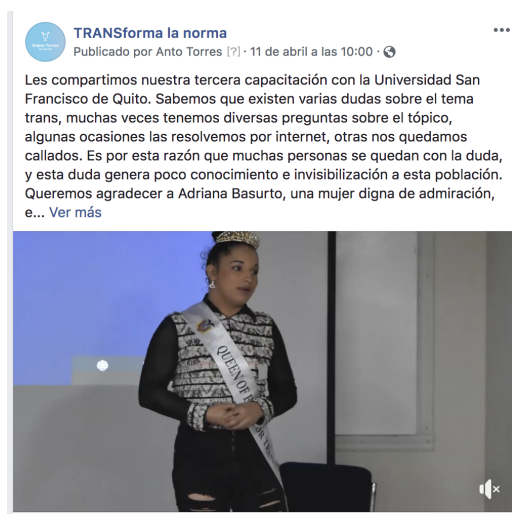 TRANSforma la norma
Publicado por Anto Torres [?] · 11 de abril a las 10:00 ·
Les compartimos nuestra tercera capacitación con la Universidad San
Francisco de Quito. Sabemos que existen varias dudas sobre el tema
trans, muchas veces tenemos diversas preguntas sobre el tópico,
algunas ocasiones las resolvemos por internet, otras nos quedamos
callados. Es por esta razón que muchas personas se quedan con la duda,
y esta duda genera poco conocimiento e invisibilización a esta población.
Queremos agradecer a Adriana Basurto, una mujer digna de admiración,
e... Ver más
QUEEN OF